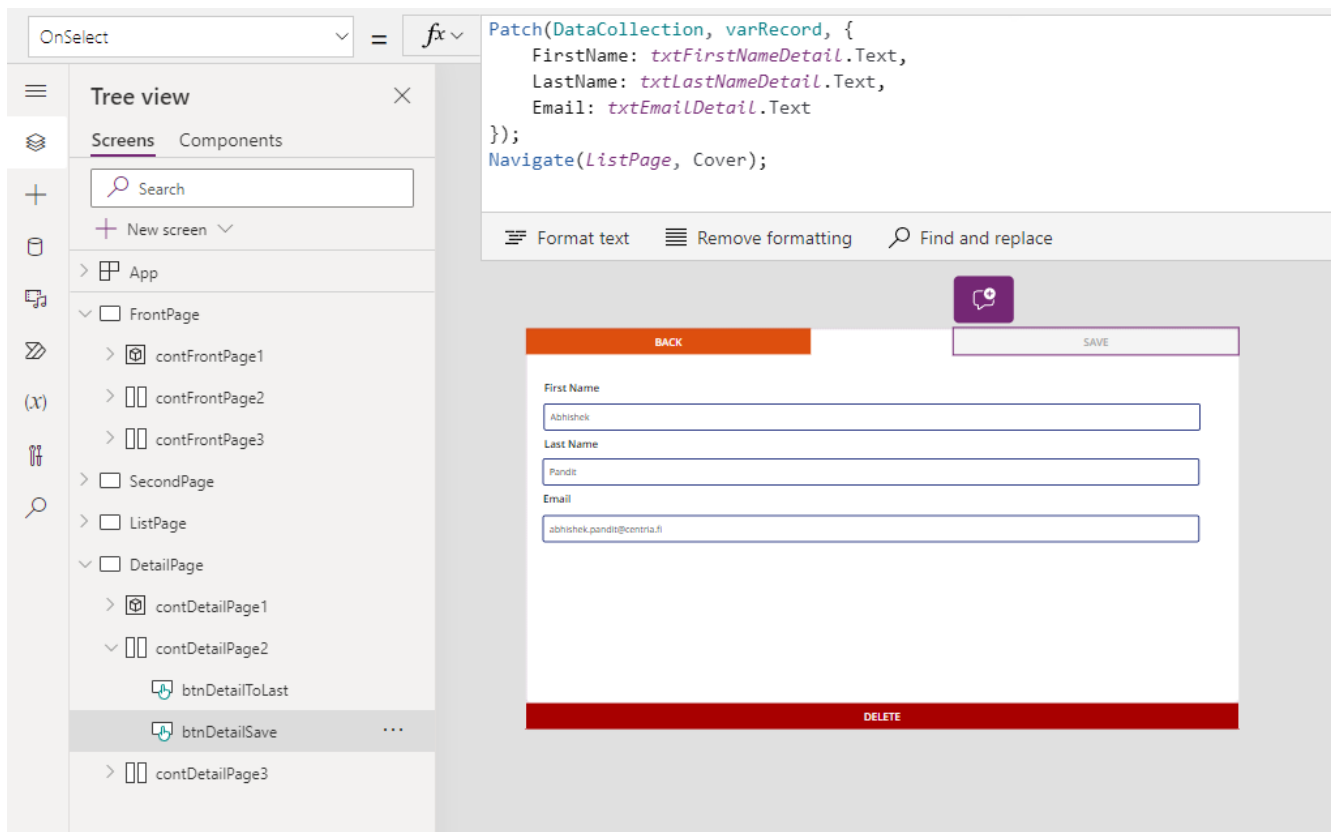 OnSelect
=
fx
Patch(DataCollection, varRecord, {
FirstName: txtFirstNameDetail.Text,
LastName: txtLastNameDetail.Text,
Email: txtEmailDetail.Text
});
Navigate(ListPage, Cover);
Format text
Remove formatting
Find and replace
Tree view
Screens
Components
Search
New screen
App
FrontPage
contFrontPage1
contFrontPage2
contFrontPage3
SecondPage
ListPage
DetailPage
contDetailPage1
contDetailPage2
btnDetailToLast
btnDetailSave
...
contDetailPage3
(x)
BACK
SAVE
First Name
Abhishek
Last Name
Pandit
Email
abhishek.pandit@centria.fi
DELETE